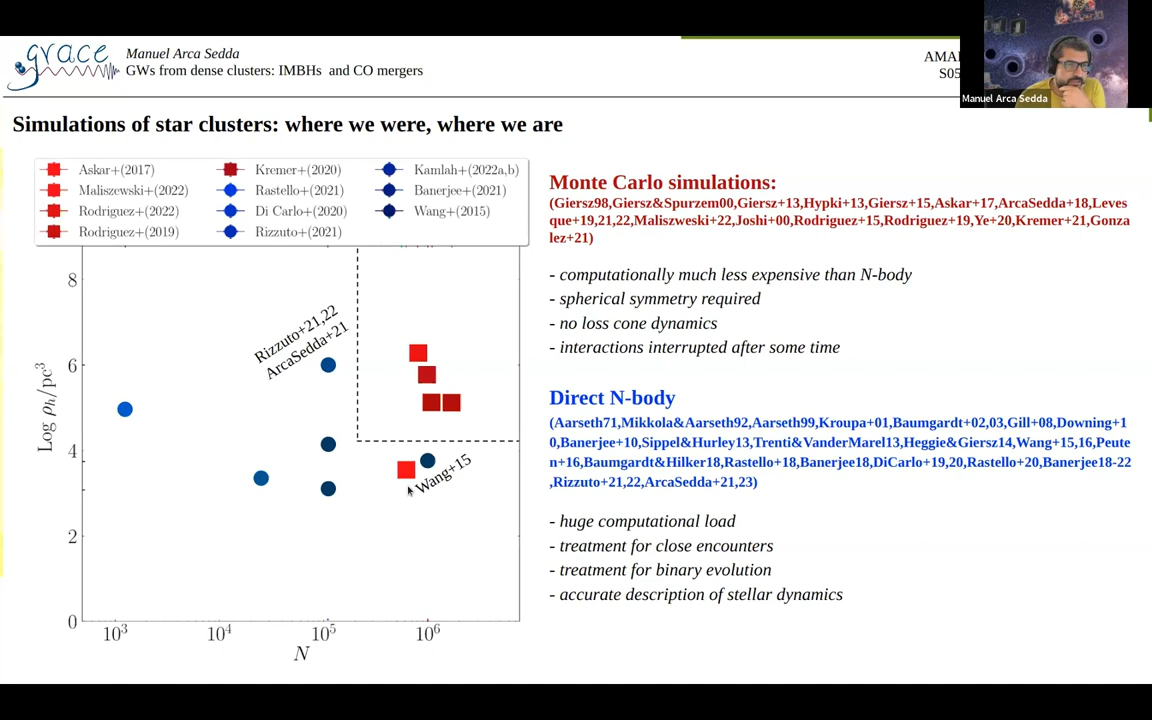 grace
Manuel Arca Sedda
GWs from dense clusters: IMBHs and CO mergers
AMA
S05
Manuel Arca Sedda
Simulations of star clusters: where we were, where we are
Askar+(2017)
Maliszewski+(2022)
Rodriguez+(2022)
Rodriguez+(2019)
Kremer+(2020)
Rastello+(2021)
Di Carlo+(2020)
Rizzuto+(2021)
Kamlah+(2022a,b)
Banerjee+(2021)
Wang+(2015)
8
6
4
2
0
Log ρh/pc³
Rizzuto+21,22
ArcaSedda+21
Wang+15
10³
10⁴
10⁵
10⁶
N
Monte Carlo simulations:
(Giersz98,Giersz&Spurzem00,Giersz+13,Hypki+13,Giersz+15,Askar+17,ArcaSedda+18,Leves
que+19,21,22,Maliszweski+22,Joshi+00,Rodriguez+15,Rodriguez+19,Ye+20,Kremer+21,Gonza
lez+21)
- computationally much less expensive than N-body
- spherical symmetry required
- no loss cone dynamics
- interactions interrupted after some time
Direct N-body
(Aarseth71,Mikkola&Aarseth92,Aarseth99,Kroupa+01,Baumgardt+02,03,Gill+08,Downing+1
0,Banerjee+10,Sippel&Hurley13,Trenti&VanderMarel13,Heggie&Giersz14,Wang+15,16,Peute
n+16,Baumgardt&Hilker18,Rastello+18,Banerjee18,DiCarlo+19,20,Rastello+20,Banerjee18-22
,Rizzuto+21,22,ArcaSedda+21,23)
- huge computational load
- treatment for close encounters
- treatment for binary evolution
- accurate description of stellar dynamics